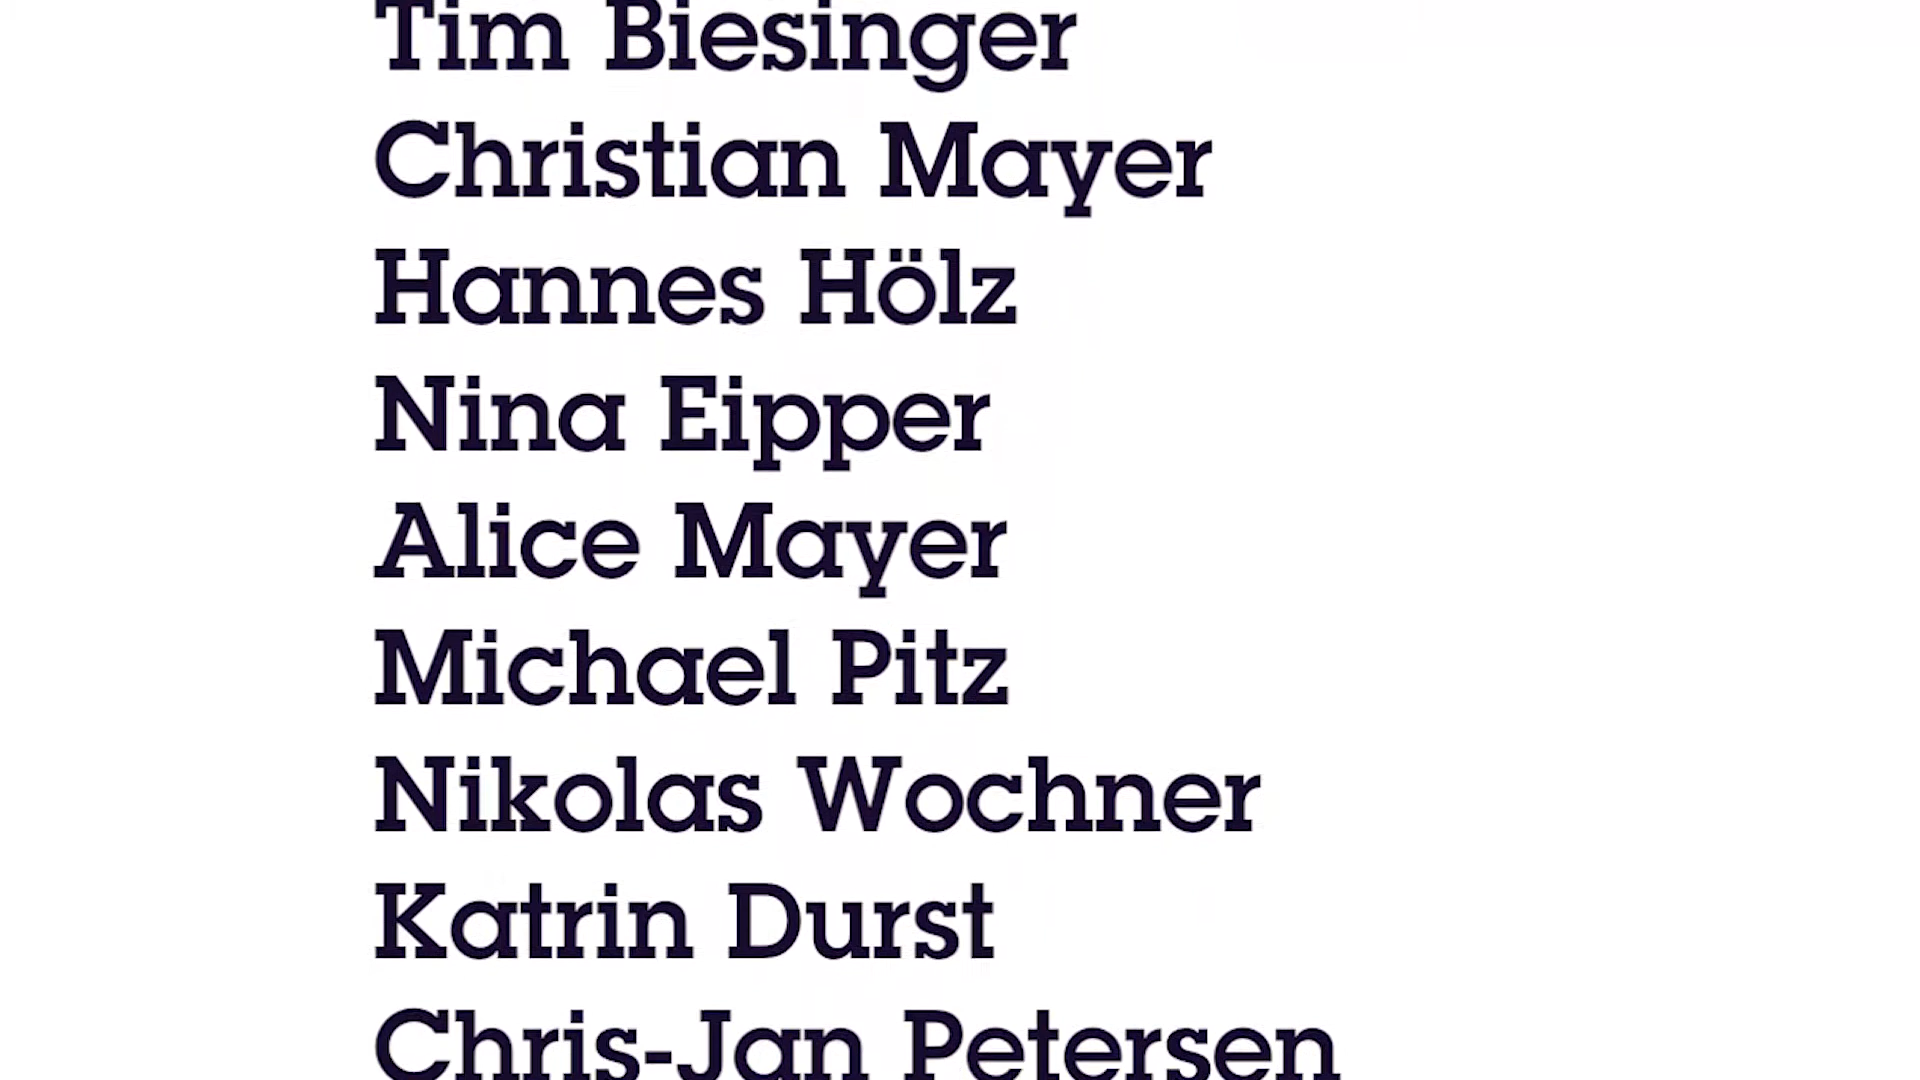 Tim Biesinger
Christian Mayer
Hannes Hölz
Nina Eipper
Alice Mayer
Michael Pitz
Nikolas Wochner
Katrin Durst
Chris-Jan Petersen